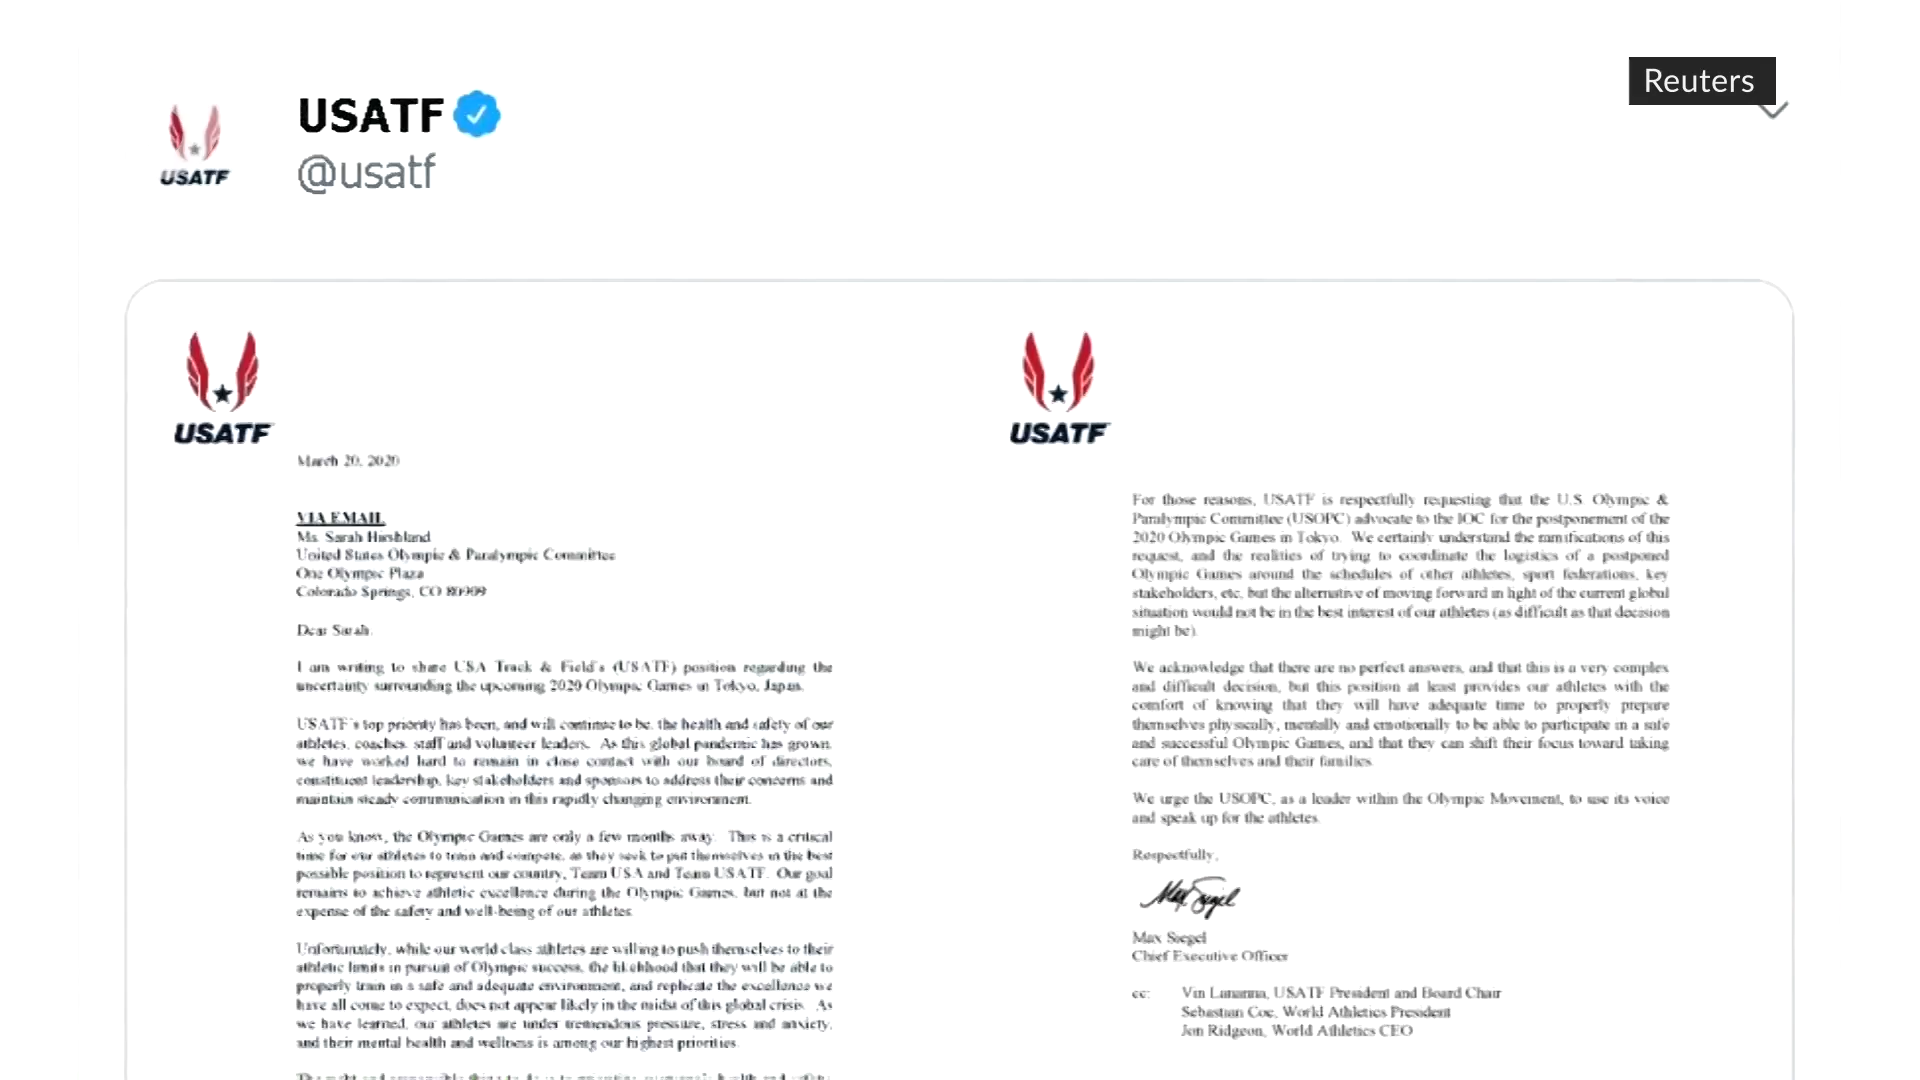 USATF
@usatf
Reuters
USATF
USATF
March 20, 2020
VIA EMAIL
Ms. Sarah Hirshland
United States Olympic & Paralympic Committee
One Olympic Plaza
Colorado Springs, CO 80909
Dear Sarah,
I am writing to share USA Track & Field's (USATF) position regarding the
uncertainty surrounding the upcoming 2020 Olympic Games in Tokyo, Japan.
USATF's top priority has been, and will continue to be, the health and safety of our
athletes, coaches, staff and volunteer leaders. As this global pandemic has grown,
we have worked hard to remain in close contact with our board of directors,
constituent leadership, key stakeholders and sponsors to address their concerns and
maintain steady communication in this rapidly changing environment.
As you know, the Olympic Games are only a few months away. This is a critical
time for our athletes to train and compete, as they seek to put themselves in the best
possible position to represent our country, Team USA and Team USATF. Our goal
remains to achieve athletic excellence during the Olympic Games, but not at the
expense of the safety and well-being of our athletes.
Unfortunately, while our world class athletes are willing to push themselves to their
athletic limits in pursuit of Olympic success, the likelihood that they will be able to
properly train in a safe and adequate environment, and replicate the excellence we
have all come to expect, does not appear likely in the midst of this global crisis. As
we have learned, our athletes are under tremendous pressure, stress and anxiety,
and their mental health and wellness is among our highest priorities.
USATF
For those reasons, USATF is respectfully requesting that the U.S. Olympic &
Paralympic Committee (USOPC) advocate to the IOC for the postponement of the
2020 Olympic Games in Tokyo. We certainly understand the ramifications of this
request, and the realities of trying to coordinate the logistics of a postponed
Olympic Games around the schedules of other athletes, sport federations, key
stakeholders, etc. but the alternative of moving forward in light of the current global
situation would not be in the best interest of our athletes (as difficult as that decision
might be).
We acknowledge that there are no perfect answers, and that this is a very complex
and difficult decision, but this position at least provides our athletes with the
comfort of knowing that they will have adequate time to properly prepare
themselves physically, mentally and emotionally to be able to participate in a safe
and successful Olympic Games, and that they can shift their focus toward taking
care of themselves and their families.
We urge the USOPC, as a leader within the Olympic Movement, to use its voice
and speak up for the athletes.
Respectfully,
Max Siegel
Max Siegel
Chief Executive Officer
cc: Vin Lananna, USATF President and Board Chair
Sebastian Coe, World Athletics President
Jon Ridgeon, World Athletics CEO